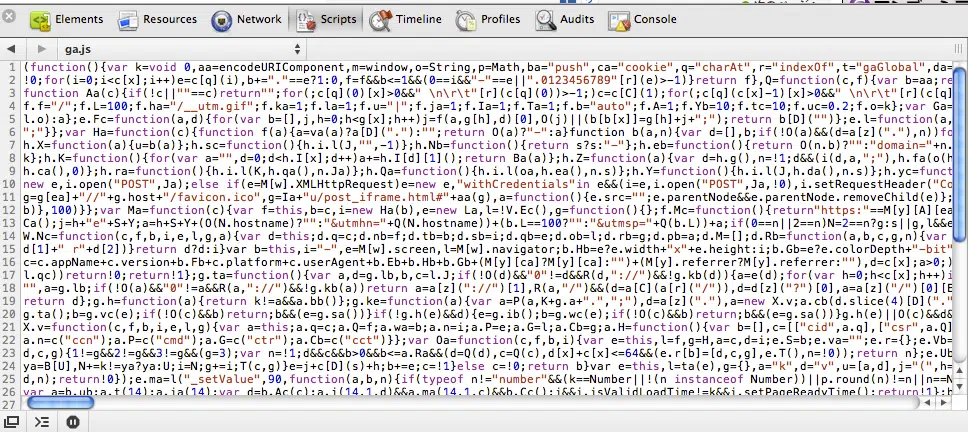 Elements Resources Network Scripts Timeline Profiles Audits Console
ga.js
1 (function(){var k=void 0,aa=encodeURIComponent,m=window,o=String,p=Math,ba="push",ca="cookie",q="charAt",r="indexOf",t="gaGlobal",da=
2 !0;for(i=0;i<c[x];i++)e=c[q](i),b+="."==e?1:0,f=f&&b<=1&&(0==i&&"-"==e||".0123456789"[r](e)>-1)}return f},Q=function(c,f){var b=aa;re
3 function Aa(c){if(!c||""==c)return"";for(;c[q](0)[x]>0&&" \n\r\t"[r](c[q](0))>-1;)c=c[C](1);for(;c[q](c[x]-1)[x]>0&&" \n\r\t"[r](c[q]
4 f.f="/";f.L=100;f.ha="/__utm.gif";f.ka=1;f.la=1;f.u="|";f.ja=1;f.Ia=1;f.Ta=1;f.b="auto";f.A=1;f.Yb=10;f.tc=10;f.uc=0.2;f.o=k};var Ga=
5 l.o):a};e.Fc=function(a,d){for(var b=[],j,h=0;h<g[x];h++)j=f(a,g[h],d)[0],O(j)||(b[b[x]]=g[h]+j+";");return b[D]("")};e.l=function(a,
6 ";"}};var Ha=function(c){function f(a){a=va(a)?a[D]("."):"";return O(a)?"-":a}function b(a,n){var d=[],b;if(!O(a)&&(d=a[z]("."),n))fo
7 h.X=function(a){u=b(a)};h.sc=function(){h.i.l(J,"",-1)};h.Nb=function(){return s?s:"-"};h.eb=function(){return O(n.b)?"":"domain="+n.
8 k};h.K=function(){for(var a="",d=0;d<h.I[x];d++)a+=h.I[d][1]();return Ba(a)};h.Z=function(a){var d=h.g(),n=!1;d&&(i(d,a,";"),h.fa(o(h
9 h.ca(),0)};h.ra=function(){h.i.l(K,h.qa(),n.Ja)};h.Qa=function(){h.i.l(oa,h.ea(),n.s)};h.Y=function(){h.i.l(J,h.da(),n.s)};h.yc=funct
10 new e,i.open("POST",Ja);else if(e=M[w].XMLHttpRequest)e=new e,"withCredentials"in e&&(i=e,i.open("POST",Ja,!0),i.setRequestHeader("Co
11 g=g[ea]+"//"+g.host+"/favicon.ico",g=Ia+"u/post_iframe.html#"+aa(g),a=function(){e.src="";e.parentNode&&e.parentNode.removeChild(e)};
12 b)},100)}};var Ma=function(c){var f=this,b=c,i=new Ha(b),e=new La,l=!V.Ec(),g=function(){};f.Mc=function(){return"https:"==M[y][A][ea
13 Ca();j=h+"e"+S+Y;a=h+S+Y+(O(N.hostname)?"":"&utmhn="+Q(N.hostname))+(b.L==100?"":"&utmsp="+Q(b.L))+a;if(0==n||2==n)N=2==n?g:s||g,l&&e
14 W.Nc=function(c,f,b,i,e,l,g,a){var d=this;d.q=c;d.nb=f;d.tb=b;d.sb=i;d.qb=e;d.ob=l;d.rb=g;d.pb=a;d.M=[];d.Rb=function(a,b,c,g,n){var
15 d[1]+" r"+d[2])}return d?d:i}var b=this,i="-",e=M[w].screen,l=M[w].navigator;b.Hb=e?e.width+"x"+e.height:i;b.Gb=e?e.colorDepth+"-bit"
16 c=c.appName+c.version+b.Fb+c.platform+c.userAgent+b.Eb+b.Hb+b.Gb+(M[y][ca]?M[y][ca]:"")+(M[y].referrer?M[y].referrer:""),d=c[x];a>0;)
17 l.qc))return!0;return!1};g.ta=function(){var a,d=g.lb,b,c=l.J;if(!O(d)&&"0"!=d&&R(d,"://")&&!g.kb(d)){a=e(d);for(var h=0;h<c[x];h++)i
18 "",a=g.lb;if(!O(a)&&"0"!=a&&R(a,"://")&&!g.kb(a))return a=a[z]("://")[1],R(a,"/")&&(d=a[C](a[r]("/")),d=d[z]("?")[0],a=a[z]("/")[0][E
19 return d};g.h=function(a){return k!=a&&a.bb()};g.ke=function(a){var a=P(a,K+g.a+".",";"),d=a[z]("."),a=new X.v;a.cb(d.slice(4)[D]("."
20 g.ta();b=g.vc(e);if(!O(c)&&b)return;b&&(e=g.sa())}if(!g.h(e)&&d){e=g.ib();b=g.wc(e);if(!O(c)&&b)return;b&&(e=g.sa())}g.h(e)||O(c)&&d&
21 X.v=function(c,f,b,i,e,l,g){var a=this;a.q=c;a.Q=f;a.wa=b;a.n=i;a.P=e;a.G=l;a.Cb=g;a.H=function(){var b=[],c=[["cid",a.q],["csr",a.Q]
22 a.n=c("ccn");a.P=c("cmd");a.G=c("ctr");a.Cb=c("cct")}};var Oa=function(c,f,b,i){var e=this,l=f,g=H,a=c,d=i;e.S=b;e.va="";e.r={};e.Vb=
23 d,c,g){1!=g&&2!=g&&3!=g&&(g=3);var n=!1;d&&c&&b>0&&b<=a.Ra&&(d=Q(d),c=Q(c),d[x]+c[x]<=64&&(e.r[b]=[d,c,g],e.T(),n=!0));return n};e.Ub
24 ya=B[U],N+=k!=ya?ya:U;i=N;g+=i;T(c,g)}e=j+c[D](s)+h;b+=e;c=!1}else c=!0;return b}var e=this,l=ta(e),g={},a="k",d="v",u=[a,d],j="(",h=
25 d,n);return!0};e.ma=l("_setValue",90,function(a,b,n){if(typeof n!="number"&&(k==Number||!(n instanceof Number))||p.round(n)!=n||n==N
26 var a=b.ub;a.t(14);a.ja(14);var d=b.Ac(a);a.j(14,1,d)&&a.ma(14,1,c)&&b.Cc();i&&i.isValidLoadTime!=k&&i.setPageReadyTime();return!1};b
27